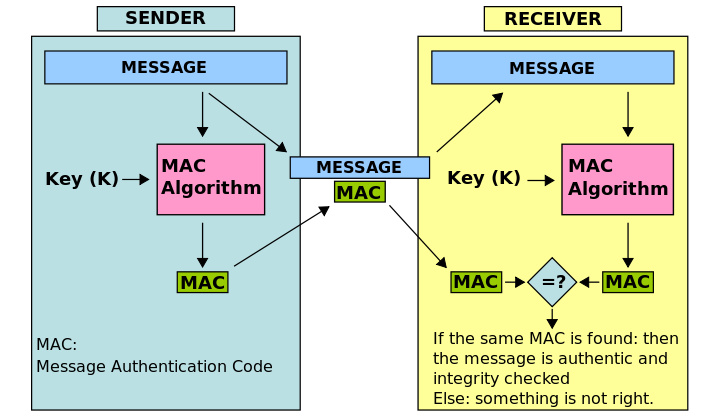 SENDER
RECEIVER
MESSAGE
MESSAGE
MESSAGE
MAC
Key (K)
MAC
Algorithm
Key (K)
MAC
Algorithm
MAC
MAC
=?
MAC
MAC:
Message Authentication Code
If the same MAC is found: then
the message is authentic and
integrity checked
Else: something is not right.